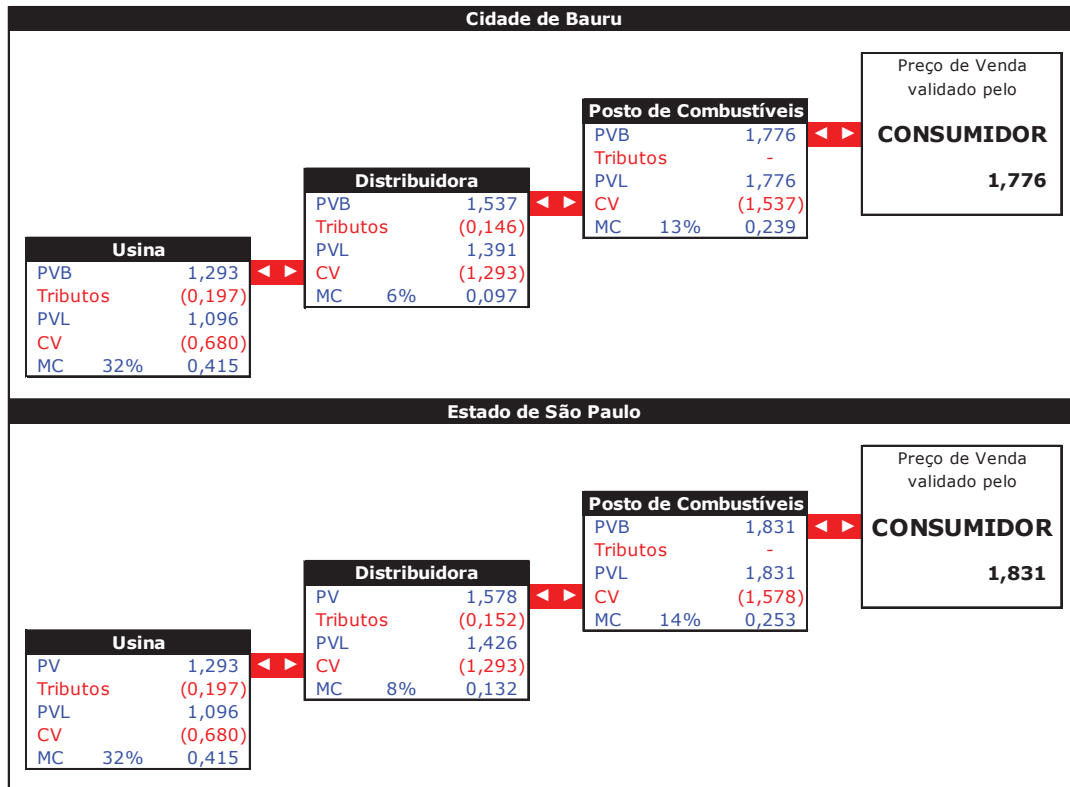 Cidade de Bauru
Preço de Venda
validado pelo
CONSUMIDOR
1,776
Posto de Combustíveis
PVB 1,776
Tributos -
PVL 1,776
CV (1,537)
MC 13% 0,239
Distribuidora
PVB 1,537
Tributos (0,146)
PVL 1,391
CV (1,293)
MC 6% 0,097
Usina
PVB 1,293
Tributos (0,197)
PVL 1,096
CV (0,680)
MC 32% 0,415
Estado de São Paulo
Preço de Venda
validado pelo
CONSUMIDOR
1,831
Posto de Combustíveis
PVB 1,831
Tributos -
PVL 1,831
CV (1,578)
MC 14% 0,253
Distribuidora
PV 1,578
Tributos (0,152)
PVL 1,426
CV (1,293)
MC 8% 0,132
Usina
PV 1,293
Tributos (0,197)
PVL 1,096
CV (0,680)
MC 32% 0,415